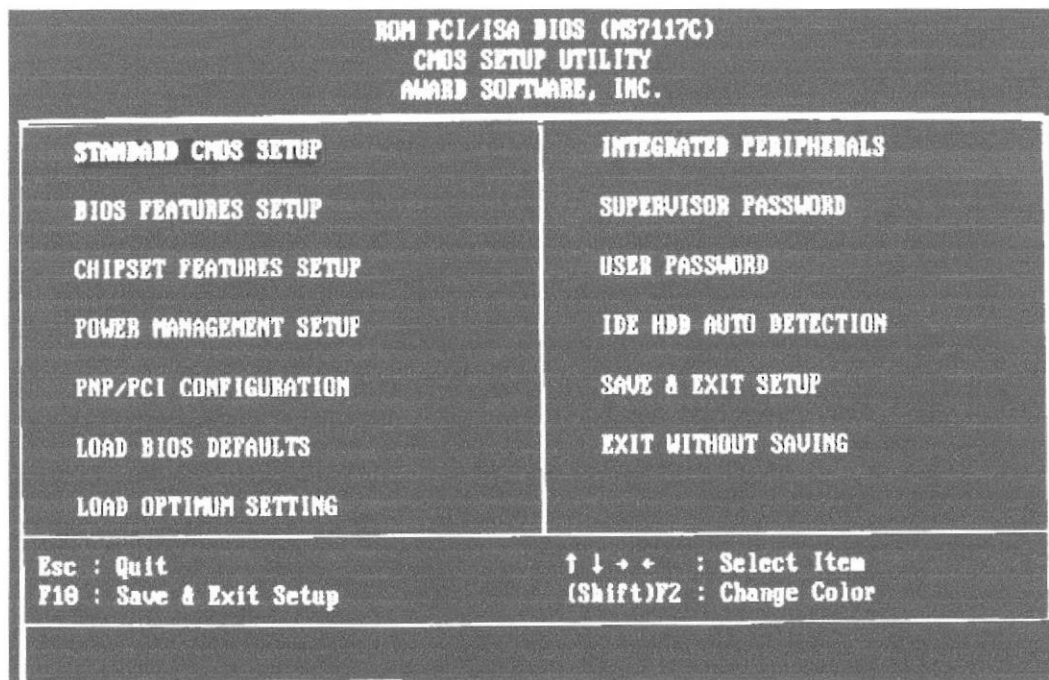 ROM PCI/ISA BIOS (MS7117C)
CMOS SETUP UTILITY
AWARD SOFTWARE, INC.
STANDARD CMOS SETUP
BIOS FEATURES SETUP
CHIPSET FEATURES SETUP
POWER MANAGEMENT SETUP
PNP/PCI CONFIGURATION
LOAD BIOS DEFAULTS
LOAD OPTIMUM SETTING
INTEGRATED PERIPHERALS
SUPERVISOR PASSWORD
USER PASSWORD
IDE HDD AUTO DETECTION
SAVE & EXIT SETUP
EXIT WITHOUT SAVING
Esc : Quit
F10 : Save & Exit Setup
↑ ↓ → ← : Select Item
(Shift)F2 : Change Color